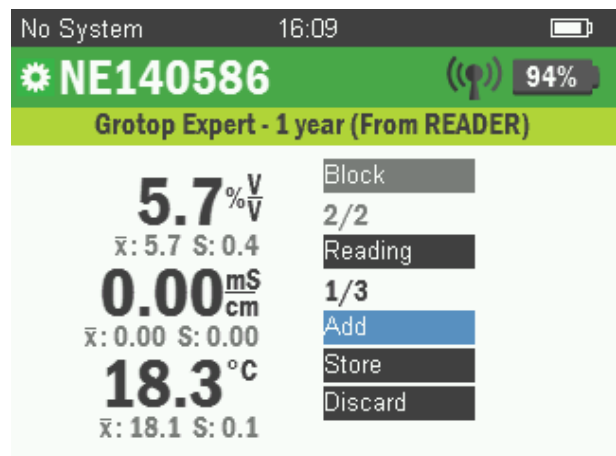 No System 16:09
NE140586 94%
Grotop Expert - 1 year (From READER)
5.7 % V/V
x̄: 5.7 S: 0.4
0.00 mS/cm
x̄: 0.00 S: 0.00
18.3 °C
x̄: 18.1 S: 0.1
Block
2/2
Reading
1/3
Add
Store
Discard